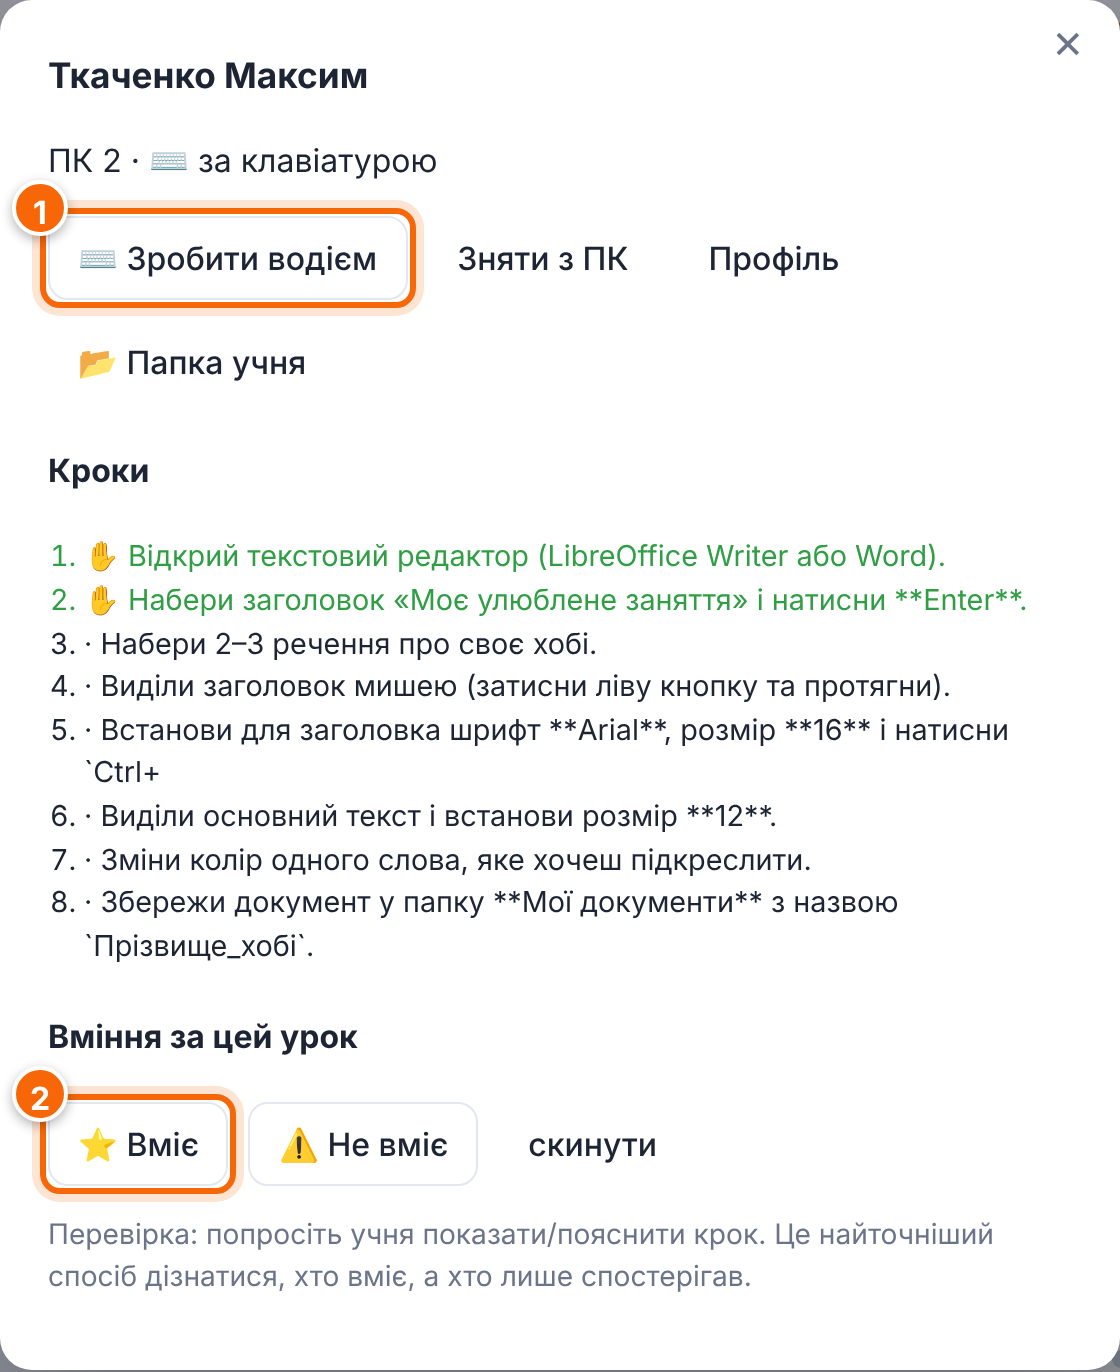 Ткаченко Максим
ПК 2 · ⌨️ за клавіатурою
1
⌨️ Зробити водієм Зняти з ПК Профіль
📂 Папка учня
Кроки
1. ✋ Відкрий текстовий редактор (LibreOffice Writer або Word).
2. ✋ Набери заголовок «Моє улюблене заняття» і натисни **Enter**.
3. · Набери 2–3 речення про своє хобі.
4. · Виділи заголовок мишею (затисни ліву кнопку та протягни).
5. · Встанови для заголовка шрифт **Arial**, розмір **16** і натисни
`Ctrl+
6. · Виділи основний текст і встанови розмір **12**.
7. · Зміни колір одного слова, яке хочеш підкреслити.
8. · Збережи документ у папку **Мої документи** з назвою
`Прізвище_хобі`.
Вміння за цей урок
2
⭐ Вміє ⚠️ Не вміє скинути
Перевірка: попросіть учня показати/пояснити крок. Це найточніший
спосіб дізнатися, хто вміє, а хто лише спостерігав.